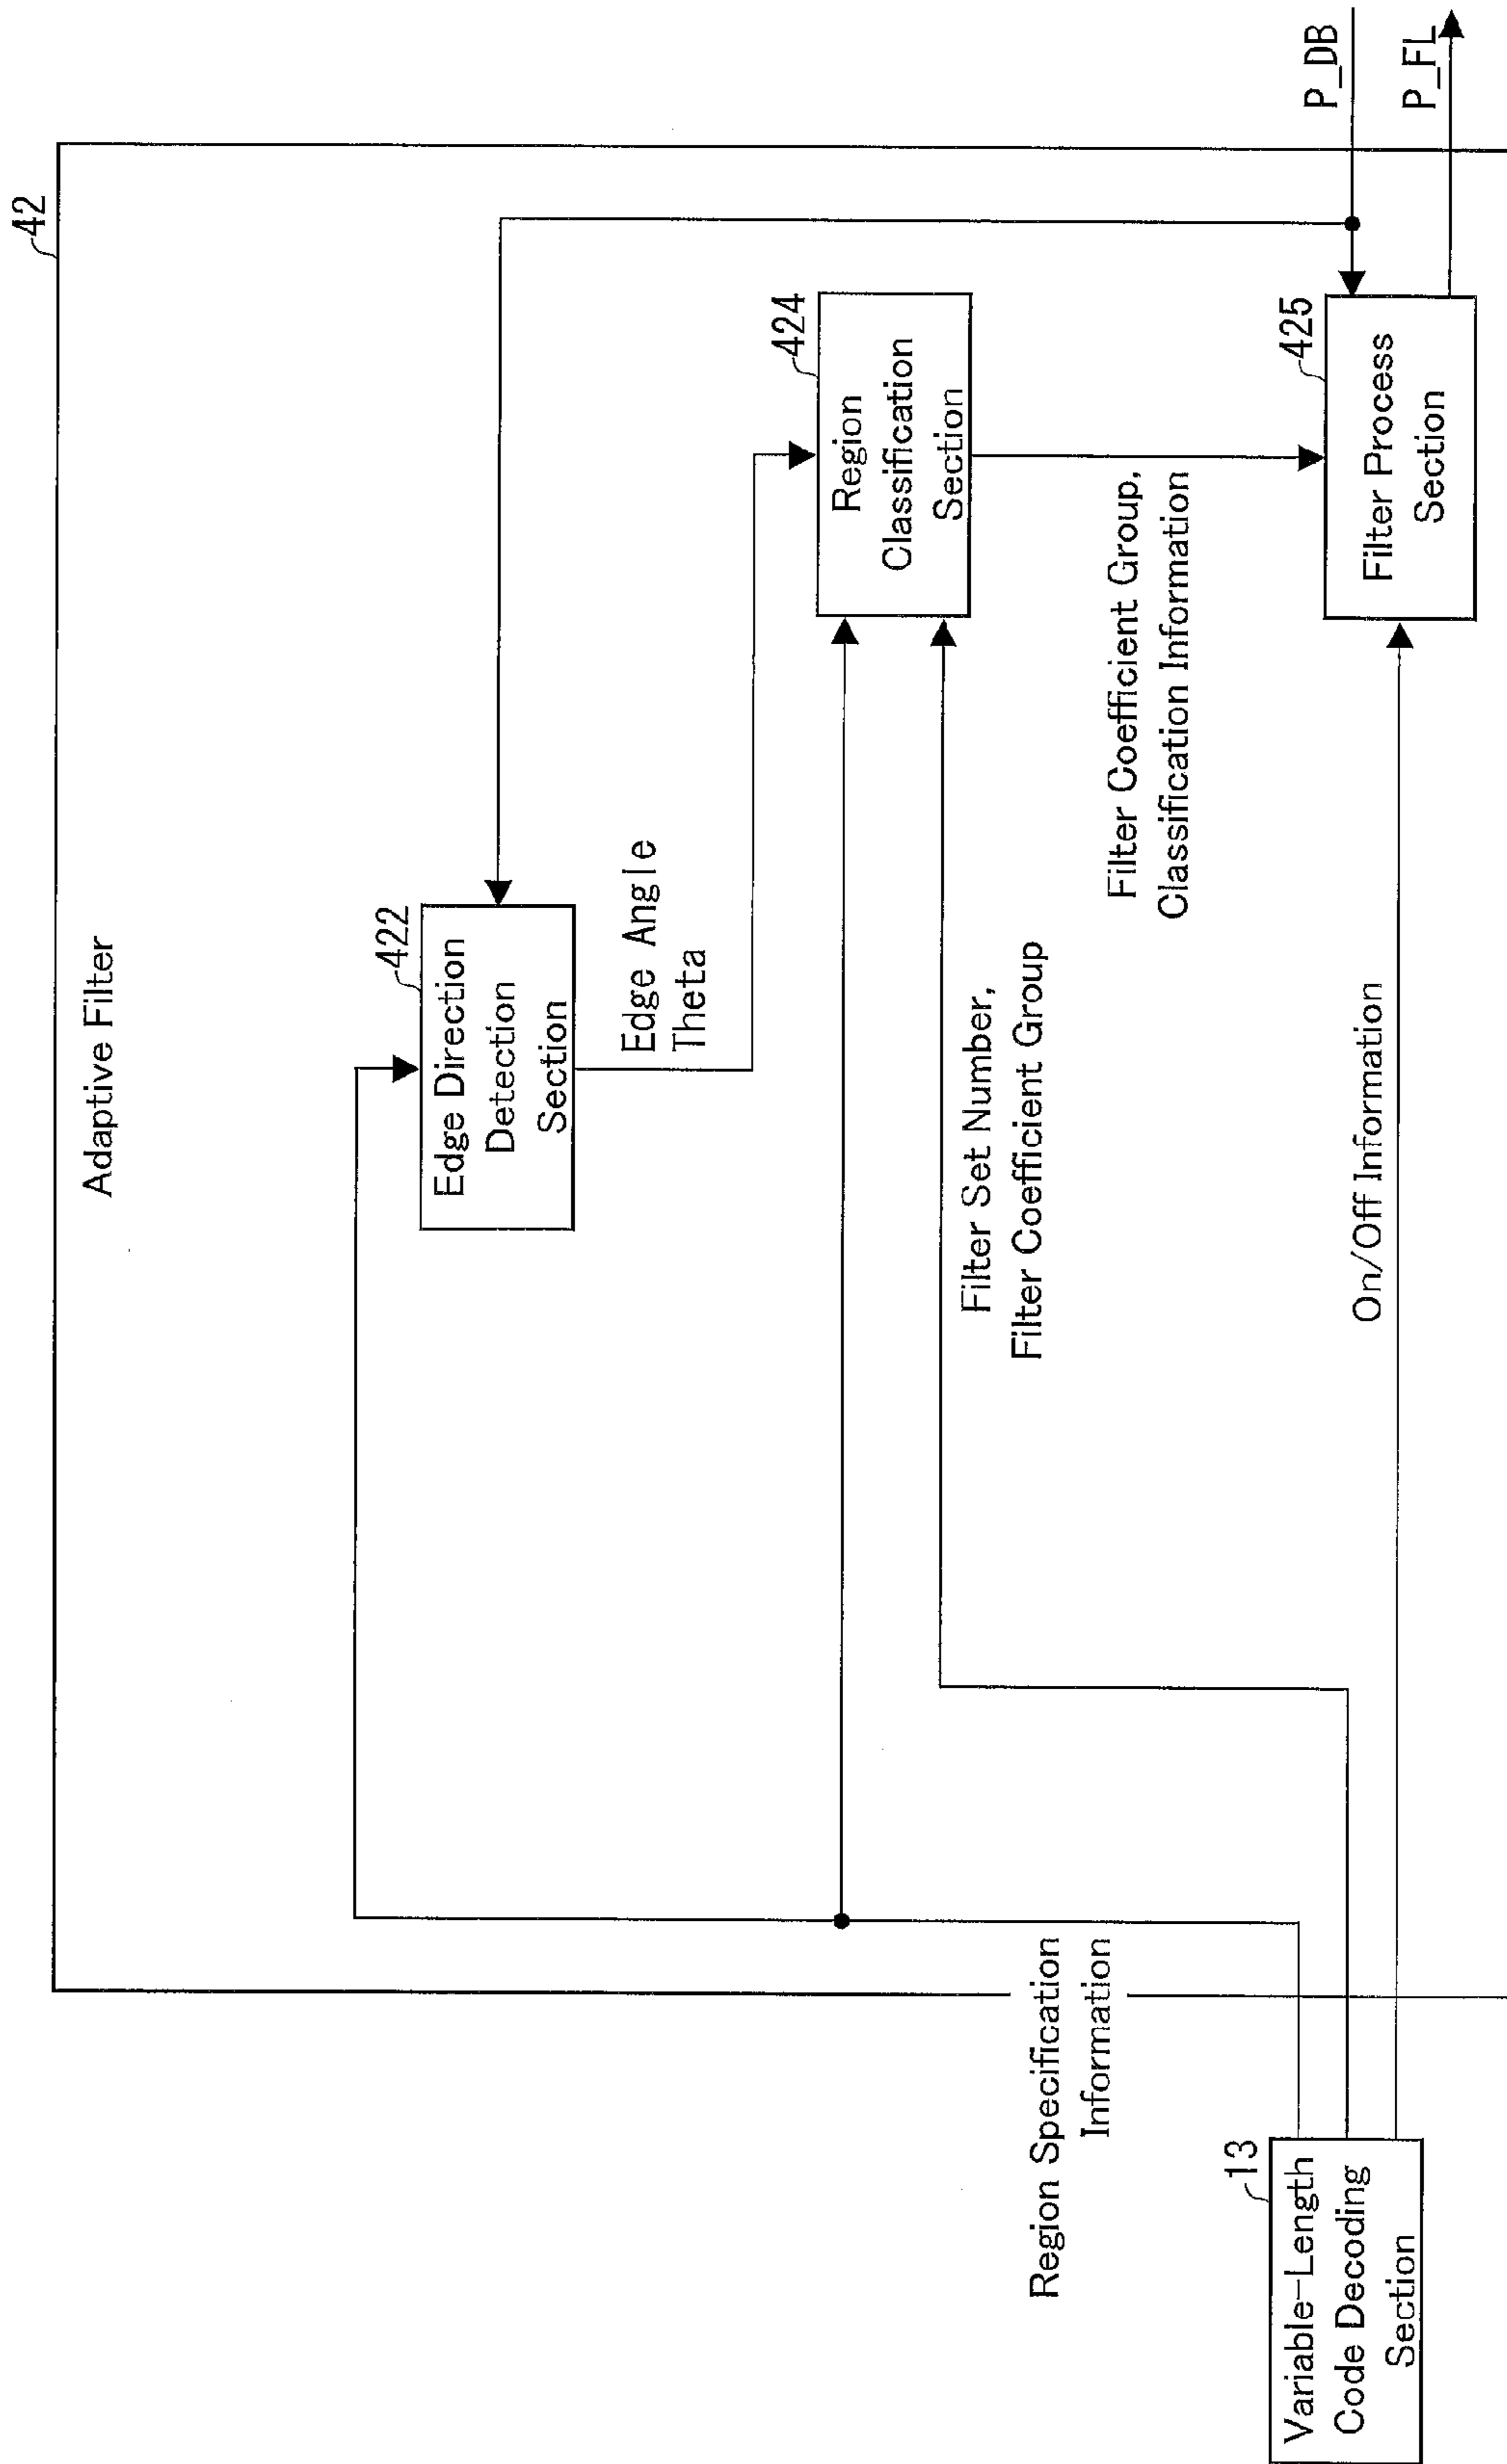 42
Adaptive Filter
422
Edge Direction
Detection
Section
Edge Angle
Theta
424
Region
Classification
Section
Filter Set Number,
Filter Coefficient Group
Filter Coefficient Group,
Classification Information
Region Specification
Information
13
Variable-Length
Code Decoding
Section
On/Off Information
425
Filter Process
Section
P_DB
P_FL